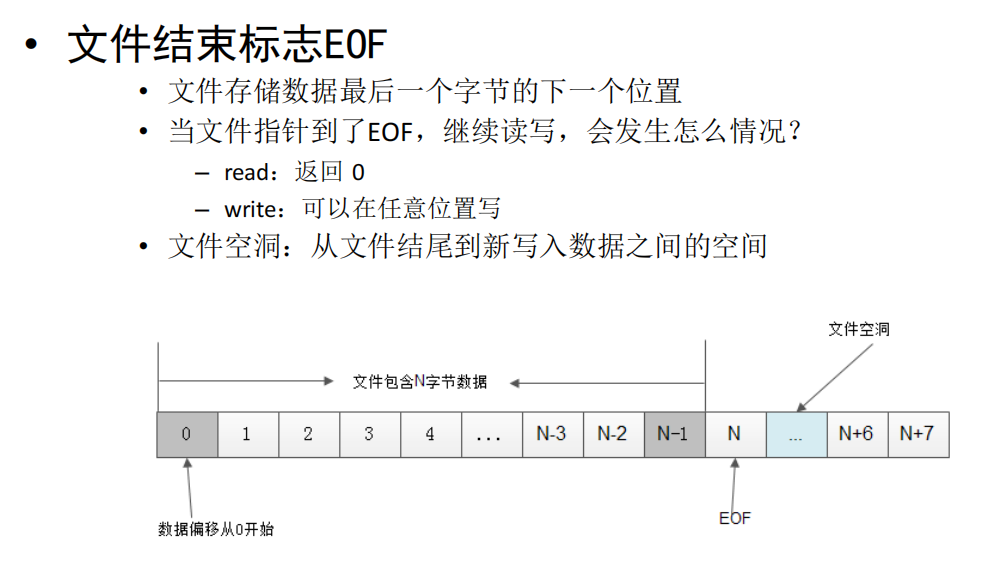 • 文件结束标志EOF
• 文件存储数据最后一个字节的下一个位置
• 当文件指针到了EOF，继续读写，会发生怎么情况？
– read：返回 0
– write：可以在任意位置写
• 文件空洞：从文件结尾到新写入数据之间的空间
文件空洞
文件包含N字节数据
0 1 2 3 4 ... N-3 N-2 N-1 N ... N+6 N+7
EOF
数据偏移从0开始